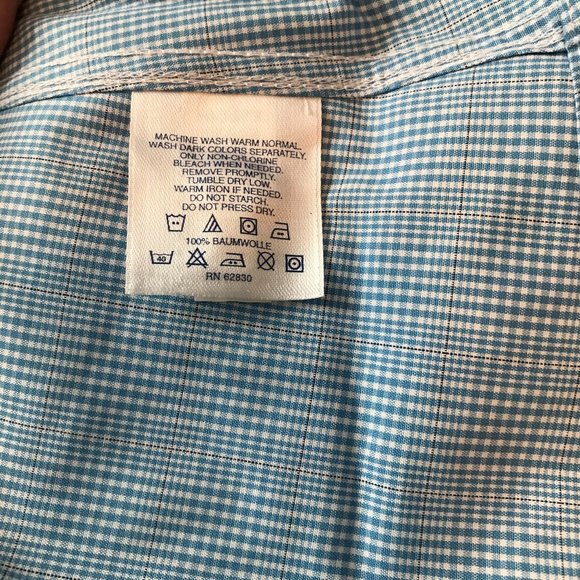 MACHINE WASH WARM NORMAL.
WASH DARK COLORS SEPARATELY.
ONLY NON-CHLORINE
BLEACH WHEN NEEDED.
REMOVE PROMPTLY.
TUMBLE DRY LOW.
WARM IRON IF NEEDED.
DO NOT STARCH.
DO NOT PRESS DRY.
100% BAUMWOLLE
40
RN 62830